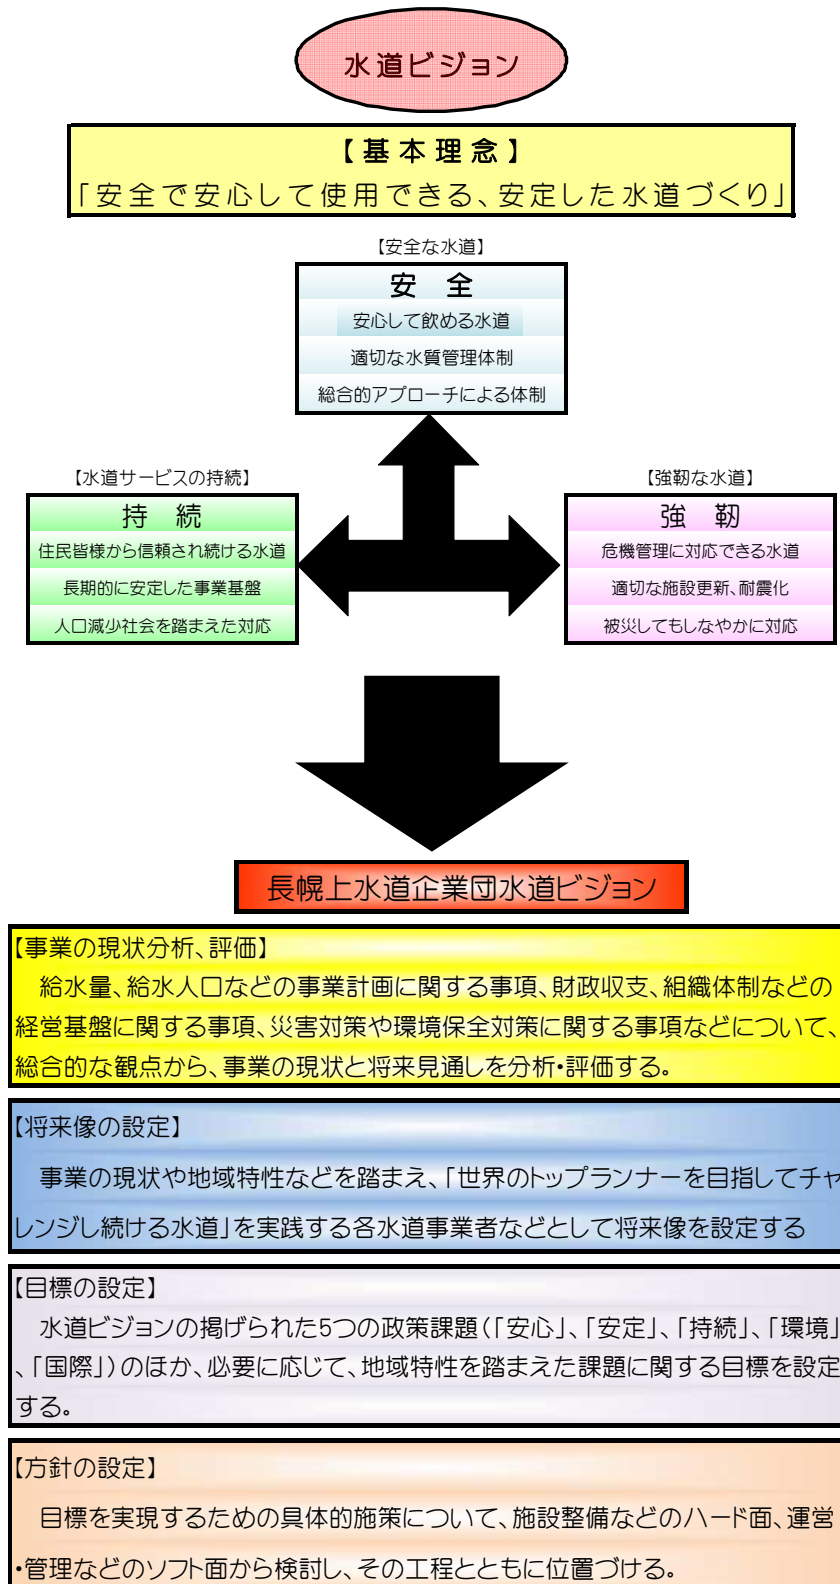 水道ビジョン
【基本理念】
「安全で安心して使用できる、安定した水道づくり」
【安全な水道】
安　全
安心して飲める水道
適切な水質管理体制
総合的アプローチによる体制
【水道サービスの持続】
持　続
住民皆様から信頼され続ける水道
長期的に安定した事業基盤
人口減少社会を踏まえた対応
【強靭な水道】
強　靭
危機管理に対応できる水道
適切な施設更新、耐震化
被災してもしなやかに対応
長幌上水道企業団水道ビジョン
【事業の現状分析、評価】
　給水量、給水人口などの事業計画に関する事項、財政収支、組織体制などの
経営基盤に関する事項、災害対策や環境保全対策に関する事項などについて、
総合的な観点から、事業の現状と将来見通しを分析・評価する。
【将来像の設定】
　事業の現状や地域特性などを踏まえ、「世界のトップランナーを目指してチャ
レンジし続ける水道」を実践する各水道事業者などとして将来像を設定する
【目標の設定】
　水道ビジョンの掲げられた5つの政策課題（「安心」、「安定」、「持続」、「環境」
、「国際」）のほか、必要に応じて、地域特性を踏まえた課題に関する目標を設定
する。
【方針の設定】
　目標を実現するための具体的施策について、施設整備などのハード面、運営
・管理などのソフト面から検討し、その工程とともに位置づける。